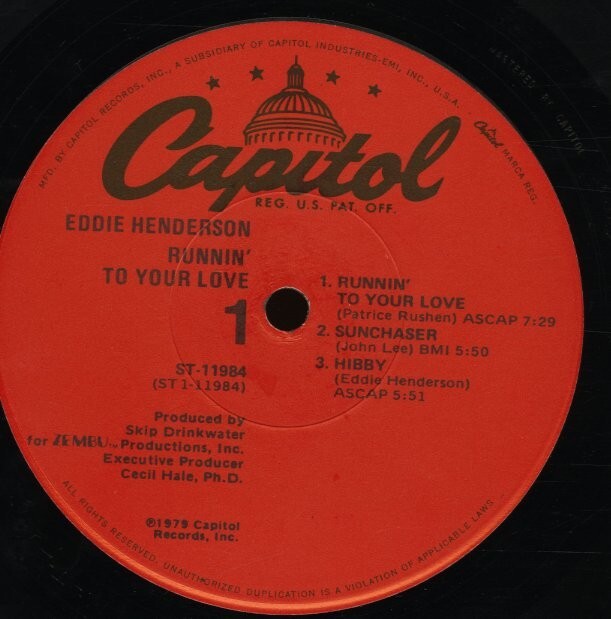 MFD. BY CAPITOL RECORDS, INC., A SUBSIDIARY OF CAPITOL INDUSTRIES-EMI, INC., U.S.A.
Capitol MARCA REG.
MASTERED BY CAPITOL
Capitol
REG. U.S. PAT. OFF.
EDDIE HENDERSON
RUNNIN'
TO YOUR LOVE
1
ST-11984
(ST1-11984)
Produced by
Skip Drinkwater
for ZEMBU™ Productions, Inc.
Executive Producer
Cecil Hale, Ph.D.
℗1979 Capitol
Records, Inc.
1. RUNNIN'
TO YOUR LOVE
(Patrice Rushen) ASCAP 7:29
2. SUNCHASER
(John Lee) BMI 5:50
3. HIBBY
(Eddie Henderson)
ASCAP 5:51
ALL RIGHTS RESERVED. UNAUTHORIZED DUPLICATION IS A VIOLATION OF APPLICABLE LAWS.